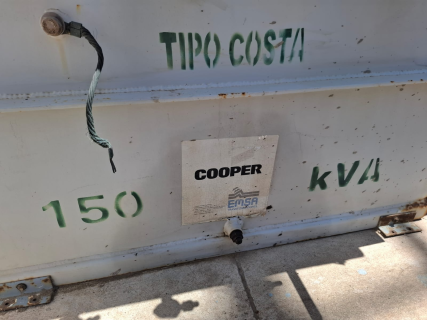 TIPO COSTA
COOPER
EMSA
150 kVA